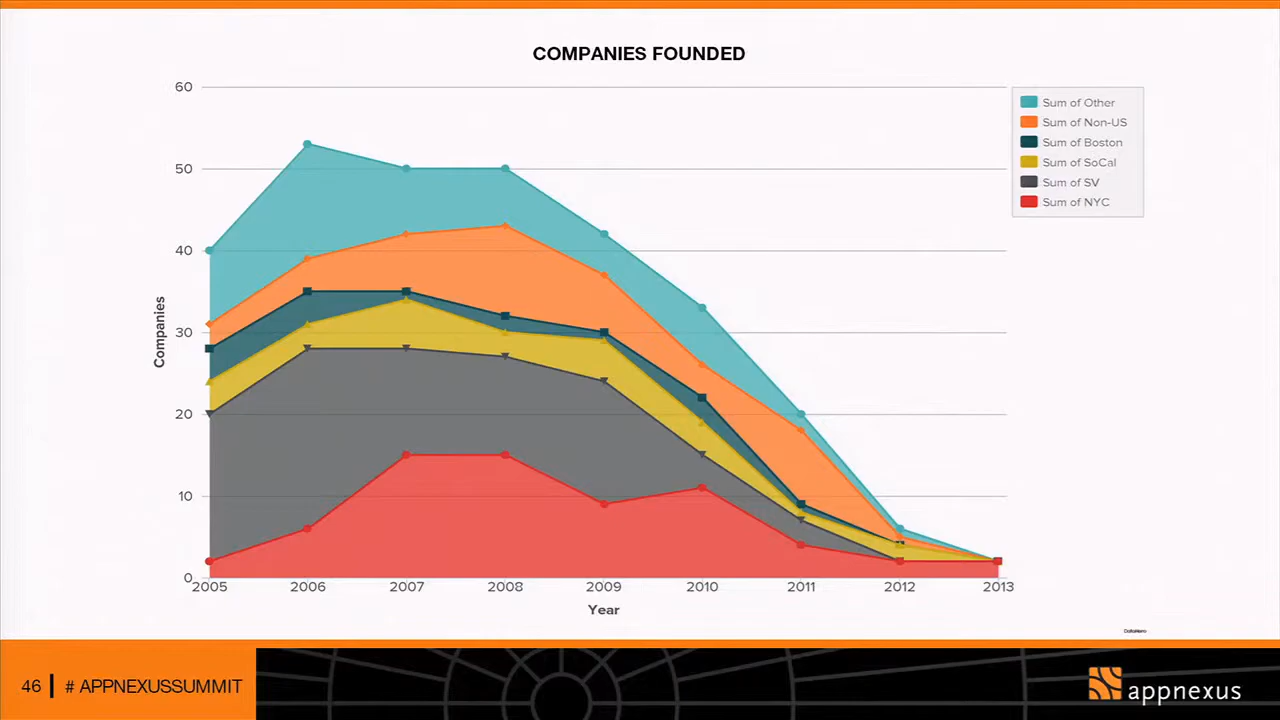 COMPANIES FOUNDED
60
50
40
30
20
10
0
Companies
2005 2006 2007 2008 2009 2010 2011 2012 2013
Year
Sum of Other
Sum of Non-US
Sum of Boston
Sum of SoCal
Sum of SV
Sum of NYC
DataHero
46 | # APPNEXUSSUMMIT
appnexus